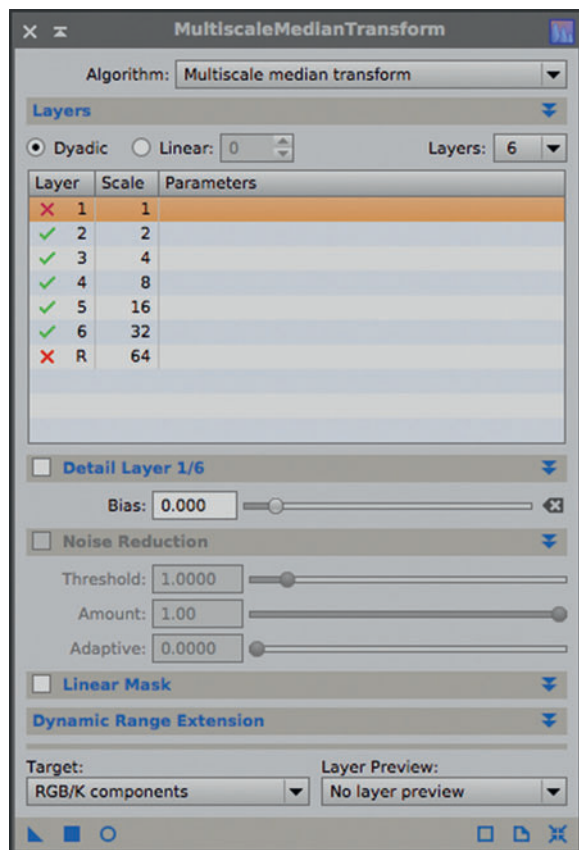 MultiscaleMedianTransform
Algorithm: Multiscale median transform
Layers
Dyadic Linear: 0 Layers: 6
Layer Scale Parameters
1 1
2 2
3 4
4 8
5 16
6 32
R 64
Detail Layer 1/6
Bias: 0.000
Noise Reduction
Threshold: 1.0000
Amount: 1.00
Adaptive: 0.0000
Linear Mask
Dynamic Range Extension
Target: Layer Preview:
RGB/K components No layer preview